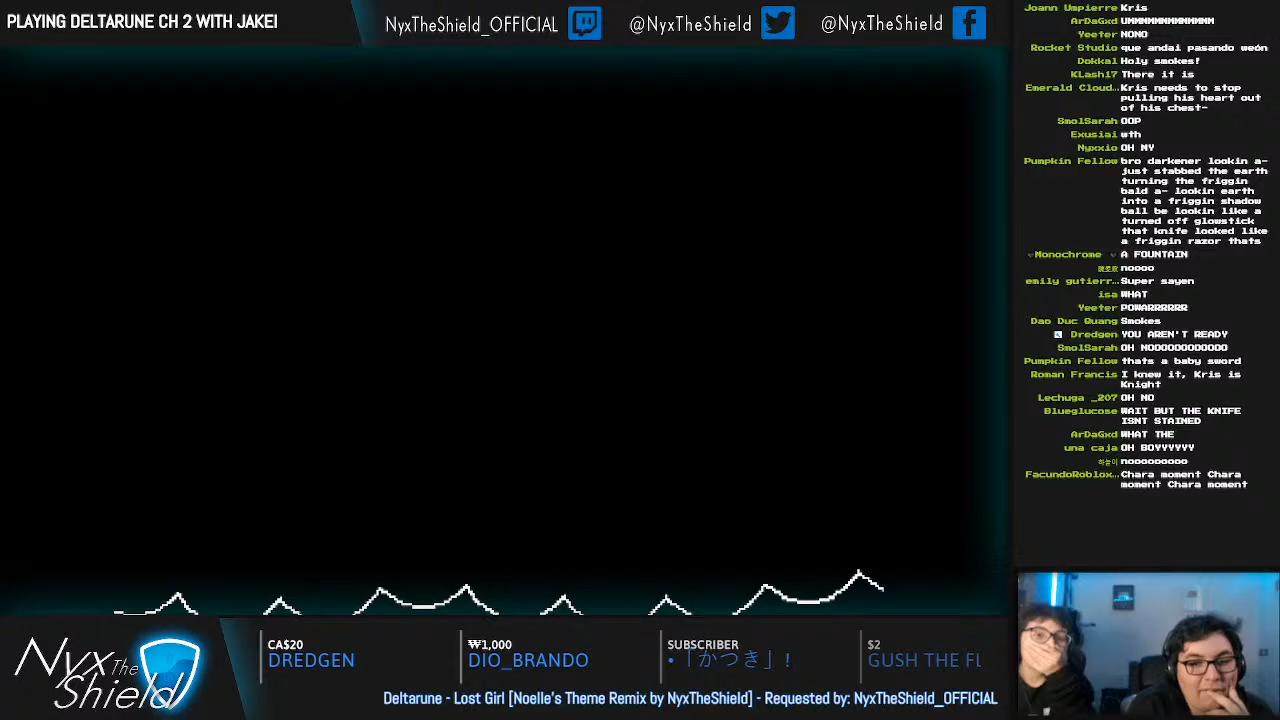 PLAYING DELTARUNE CH 2 WITH JAKEI
NyxTheShield_OFFICIAL
@NyxTheShield
@NyxTheShield
Joann Umpierre Kris
ArDaGxd UMMMMMMMMMMMM
Yeeter NONO
Rocket Studio que andai pasando weón
Dokkal Holy smokes!
KLash17 There it is
Emerald Cloud... Kris needs to stop
pulling his heart out
of his chest-
SmolSarah OOP
Exusiai wth
Nyxxio OH NY
Pumpkin Fellow bro darkener lookin a-
just stabbed the earth
turning the friggin
bald a- lookin earth
into a friggin shadow
ball be lookin like a
turned off glowstick
that knife looked like
a friggin razor thats
Monochrome A FOUNTAIN
noooo
emily gutierr... Super sayen
isa WHAT
Yeeter POWARRRRRR
Dao Duc Quang Smokes
Dredgen YOU AREN'T READY
SmolSarah OH NOOOOOOOOOOOO
Pumpkin Fellow thats a baby sword
Roman Francis I knew it, Kris is
Knight
Lechuga _207 OH NO
Blueglucose WAIT BUT THE KNIFE
ISNT STAINED
ArDaGxd WHAT THE
una caja OH BOYYYYYY
하늘이 noooooooooo
FacundoRoblox... Chara moment Chara
moment Chara moment
Nyx The Shield
CA$20
DREDGEN
₩1,000
DIO_BRANDO
SUBSCRIBER
•「かつき」!
$2
GUSH THE FL
Deltarune - Lost Girl [Noelle's Theme Remix by NyxTheShield] - Requested by: NyxTheShield_OFFICIAL